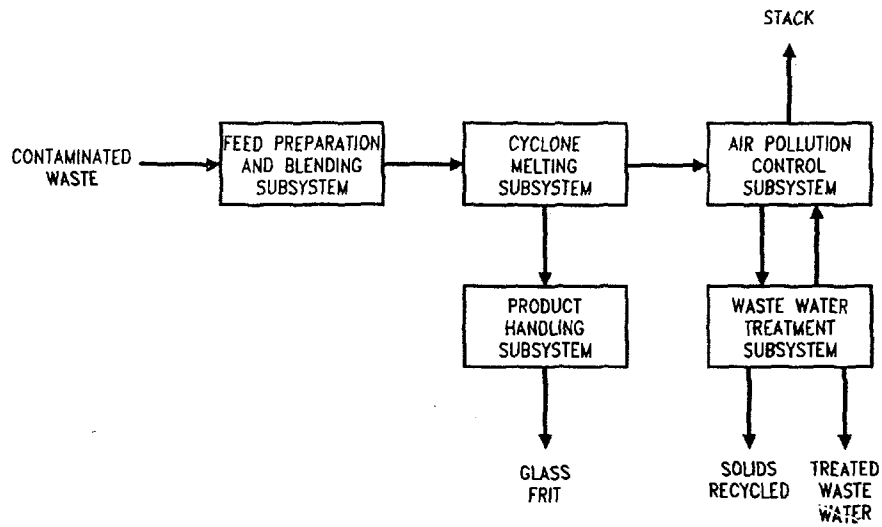 STACK
CONTAMINATED
WASTE
FEED PREPARATION
AND BLENDING
SUBSYSTEM
CYCLONE
MELTING
SUBSYSTEM
AIR POLLUTION
CONTROL
SUBSYSTEM
PRODUCT
HANDLING
SUBSYSTEM
WASTE WATER
TREATMENT
SUBSYSTEM
GLASS
FRIT
SOLIDS
RECYCLED
TREATED
WASTE
WATER